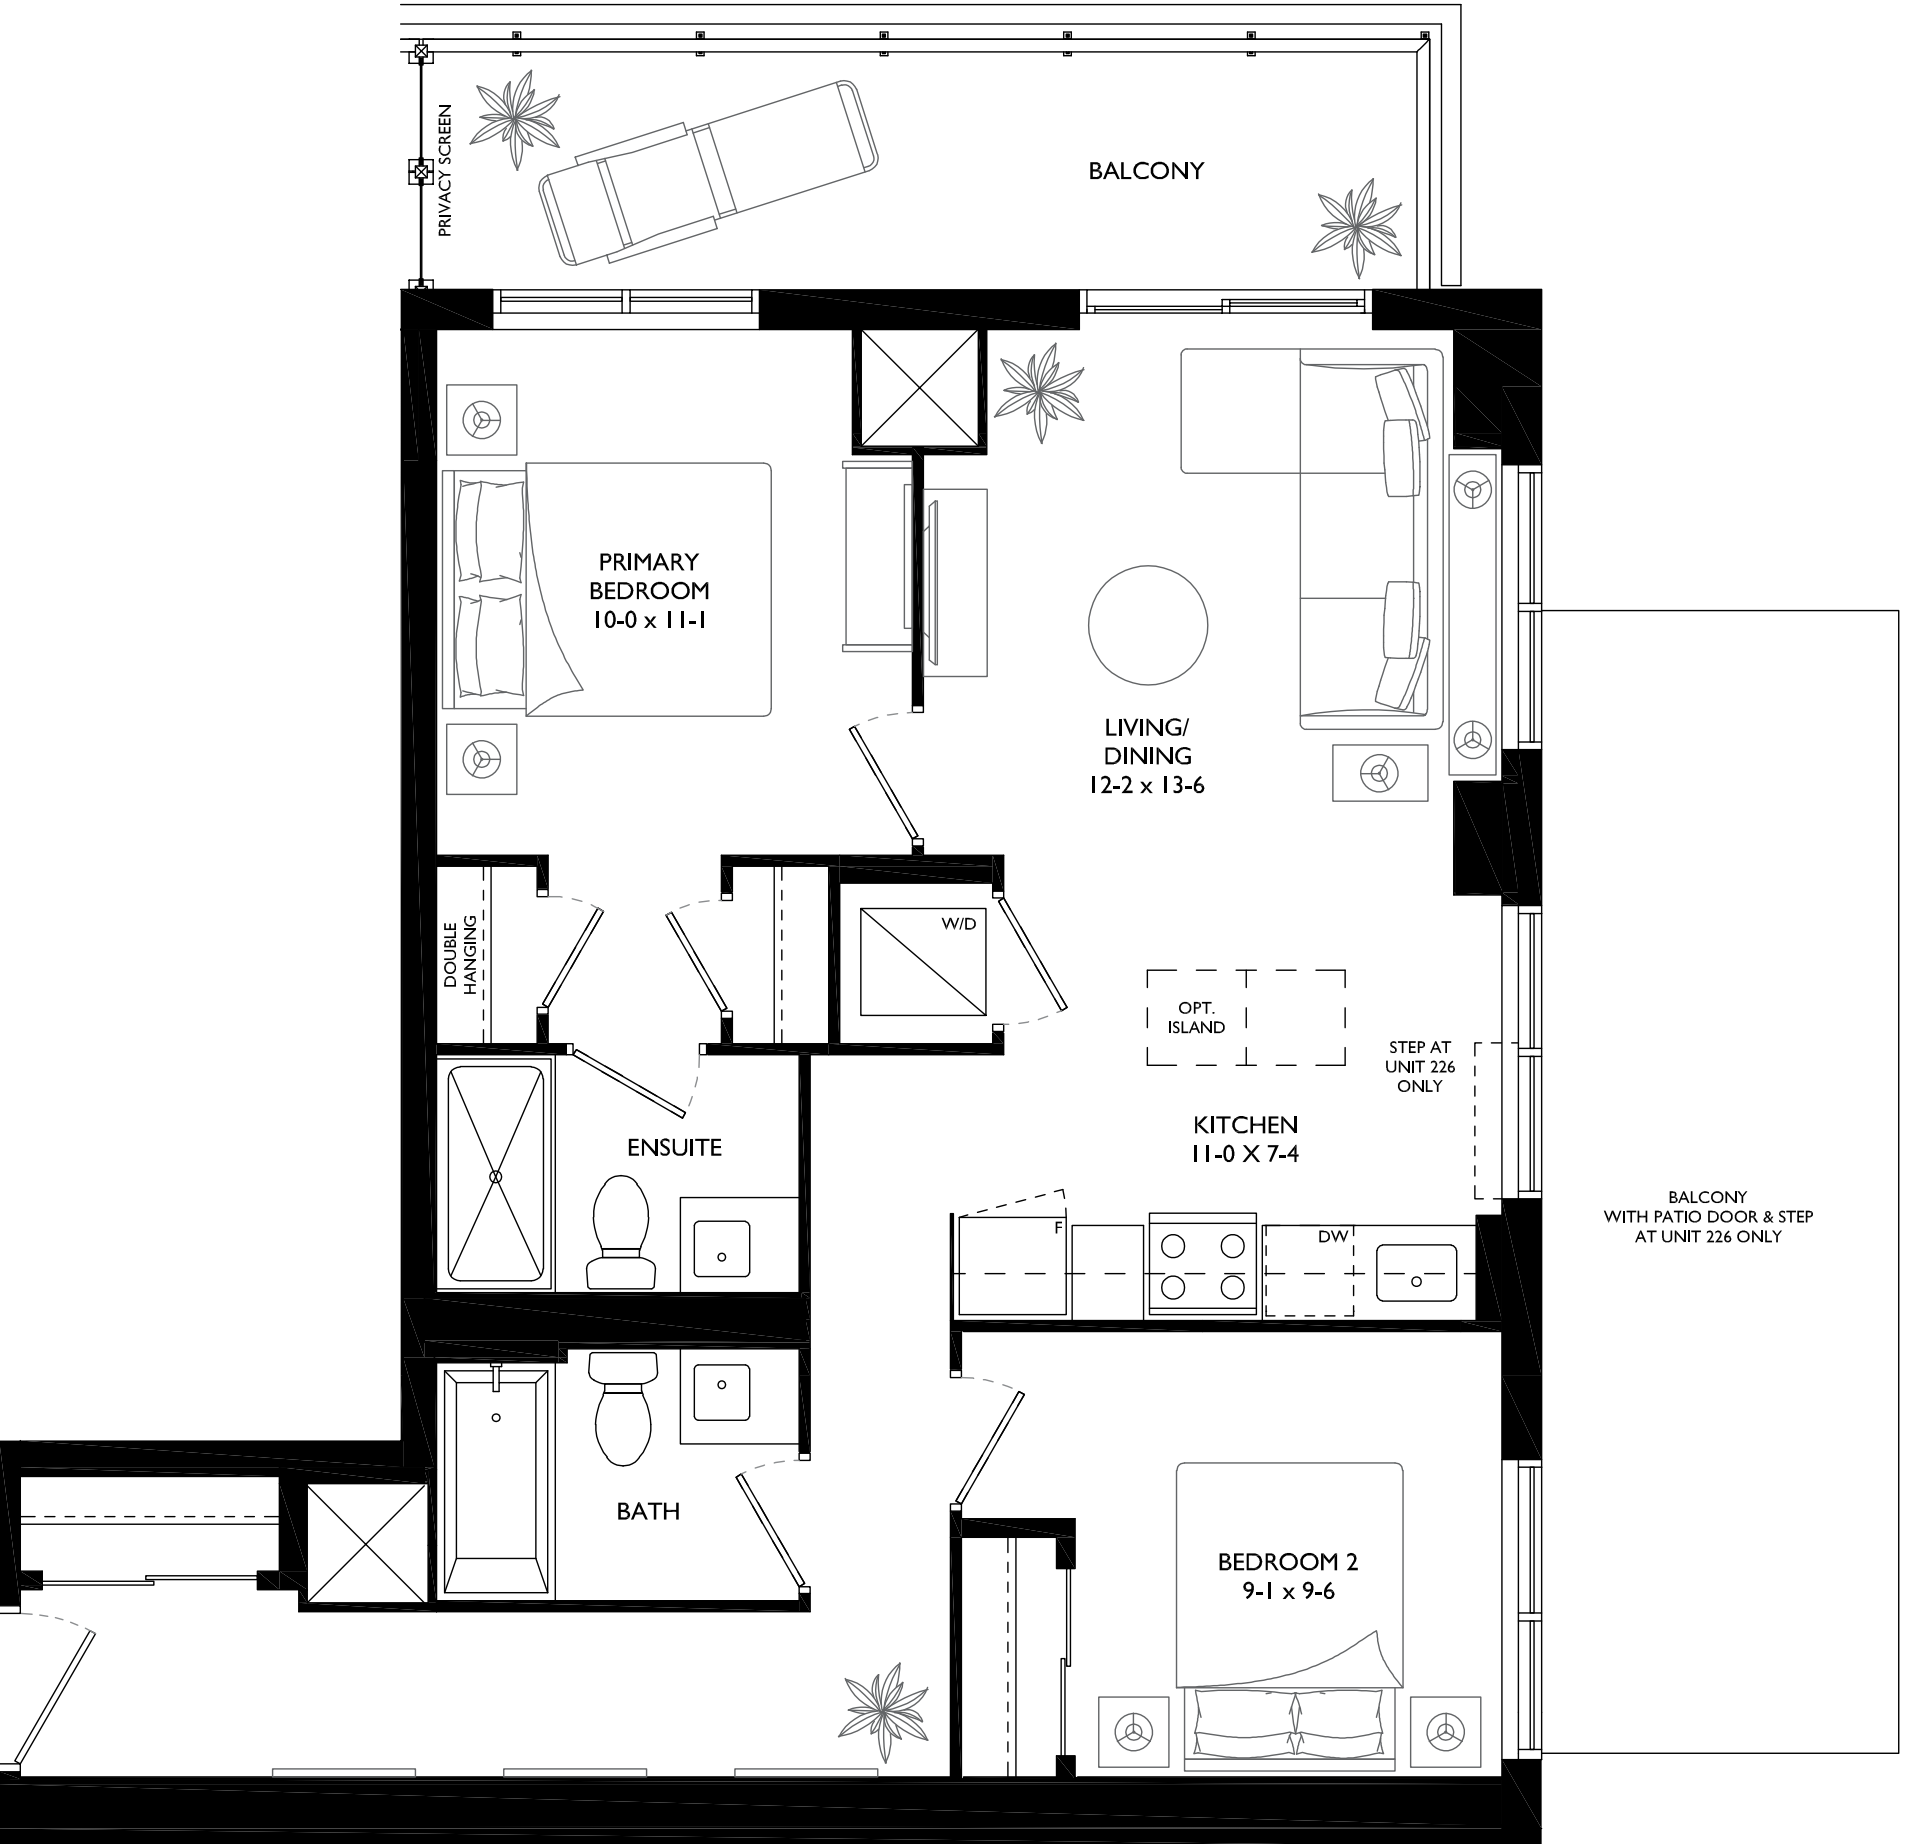 PRIVACY SCREEN
BALCONY
PRIMARY
BEDROOM
10-0 x 11-1
LIVING/
DINING
12-2 x 13-6
DOUBLE
HANGING
W/D
OPT.
ISLAND
STEP AT
UNIT 226
ONLY
KITCHEN
11-0 X 7-4
ENSUITE
F
DW
BALCONY
WITH PATIO DOOR & STEP
AT UNIT 226 ONLY
BATH
BEDROOM 2
9-1 x 9-6